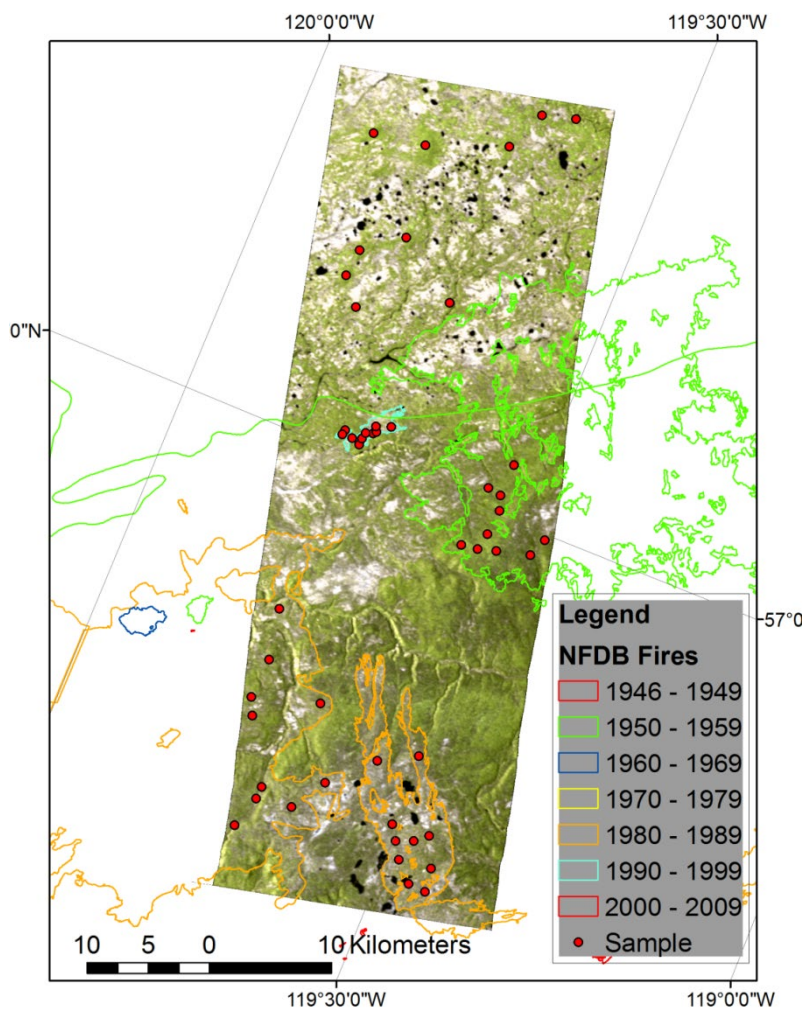 120°0'0"W
119°30'0"W
0"N
Legend
NFDB Fires
1946 - 1949
1950 - 1959
57°0
1960 - 1969
1970 - 1979
1980 - 1989
1990 - 1999
2000 - 2009
Sample
10 5 0 10 Kilometers
119°30'0"W
119°0'0"W